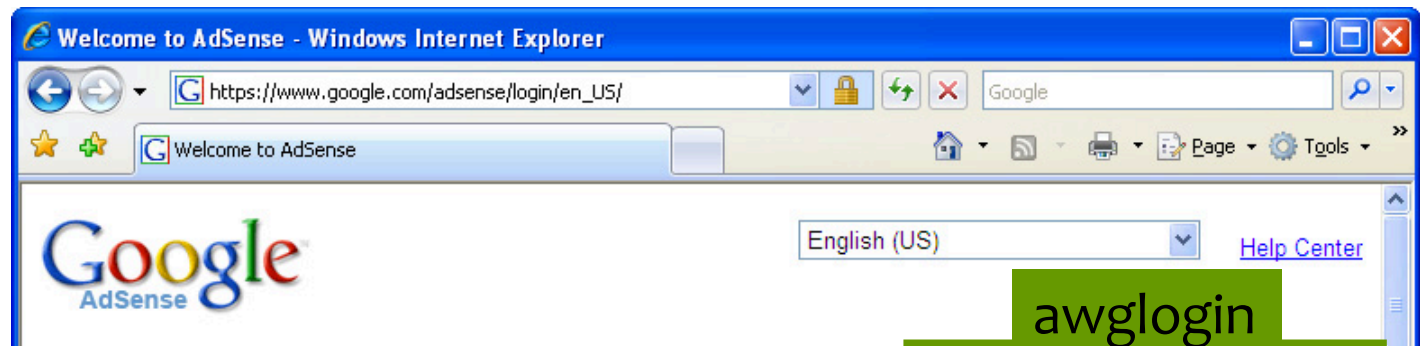 Welcome to AdSense - Windows Internet Explorer
https://www.google.com/adsense/login/en_US/
Google
Welcome to AdSense
Page
Tools
Google
AdSense
English (US)
Help Center
awglogin